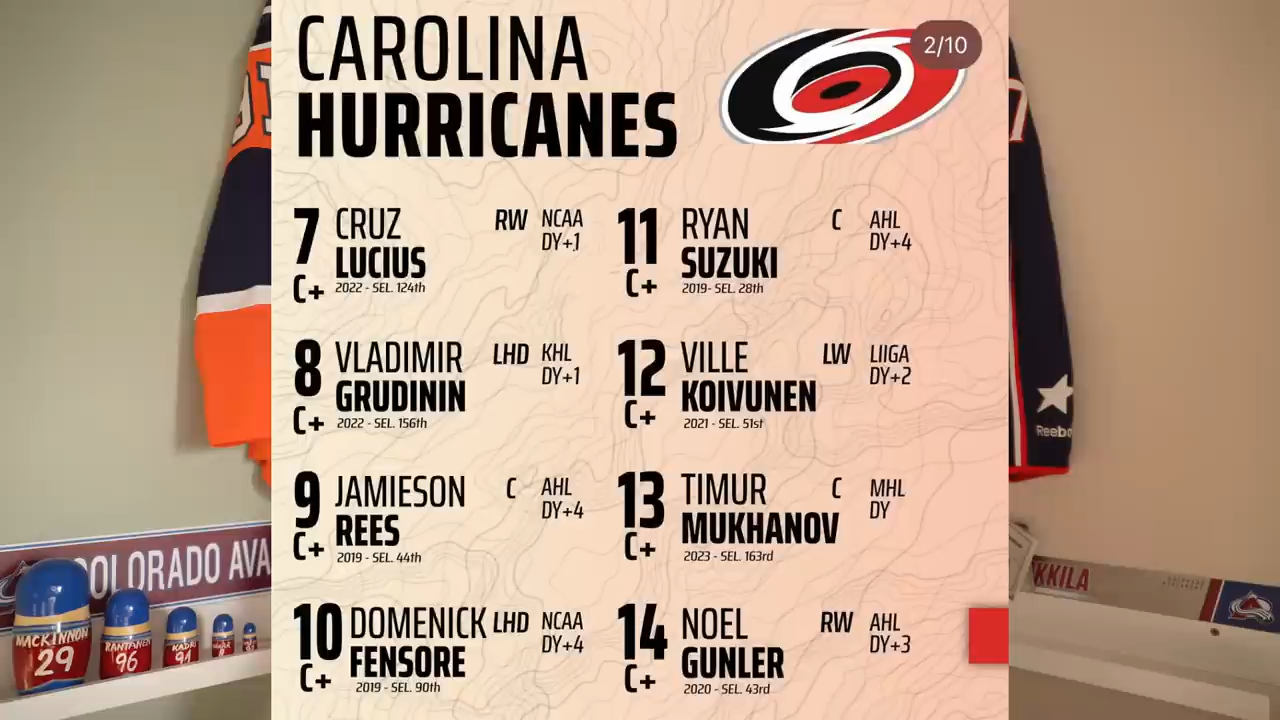 CAROLINA
HURRICANES
2/10
7 CRUZ LUCIUS RW NCAA DY+1
C+ 2022 - SEL. 124th
8 VLADIMIR GRUDININ LHD KHL DY+1
C+ 2022 - SEL. 156th
9 JAMIESON REES C AHL DY+4
C+ 2019 - SEL. 44th
10 DOMENICK FENSORE LHD NCAA DY+4
C+ 2019 - SEL. 90th
11 RYAN SUZUKI C AHL DY+4
C+ 2019- SEL. 28th
12 VILLE KOIVUNEN LW LIIGA DY+2
C+ 2021 - SEL. 51st
13 TIMUR MUKHANOV C MHL DY
C+ 2023 - SEL. 163rd
14 NOEL GUNLER RW AHL DY+3
C+ 2020 - SEL. 43rd
91
7
Reebo
COLORADO AVA
MACKINNON
29
RANTANEN
96
KADRI
91
KKILA